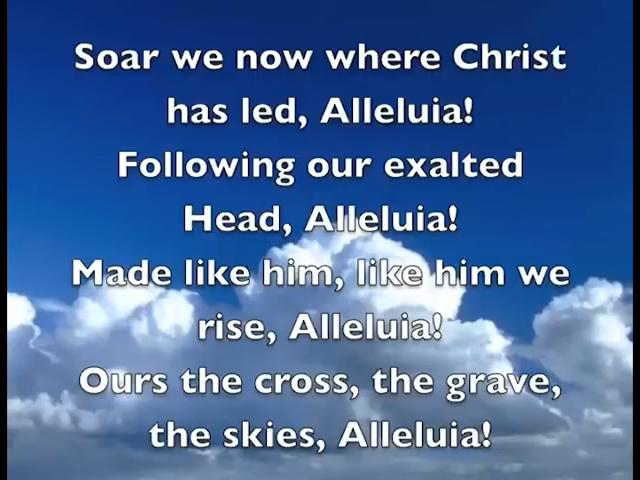 Soar we now where Christ
has led, Alleluia!
Following our exalted
Head, Alleluia!
Made like him, like him we
rise, Alleluia!
Ours the cross, the grave,
the skies, Alleluia!